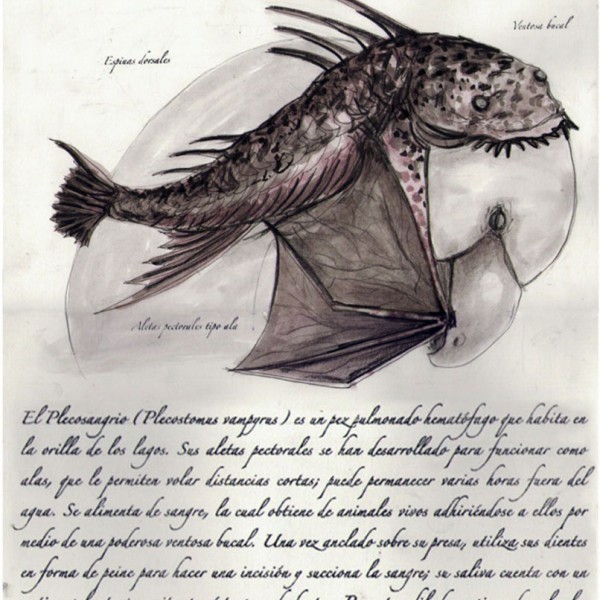 Ventosa bucal
Espinas dorsales
Aletas pectorales tipo ala
El Plecosangrio (Plecostomus vampyrus) es un pez pulmonado hematófago que habita en
la orilla de los lagos. Sus aletas pectorales se han desarrollado para funcionar como
alas, que le permiten volar distancias cortas; puede permanecer varias horas fuera del
agua. Se alimenta de sangre, la cual obtiene de animales vivos adhiriéndose a ellos por
medio de una poderosa ventosa bucal. Una vez anclado sobre su presa, utiliza sus dientes
en forma de peine para hacer una incisión y succiona la sangre; su saliva cuenta con un